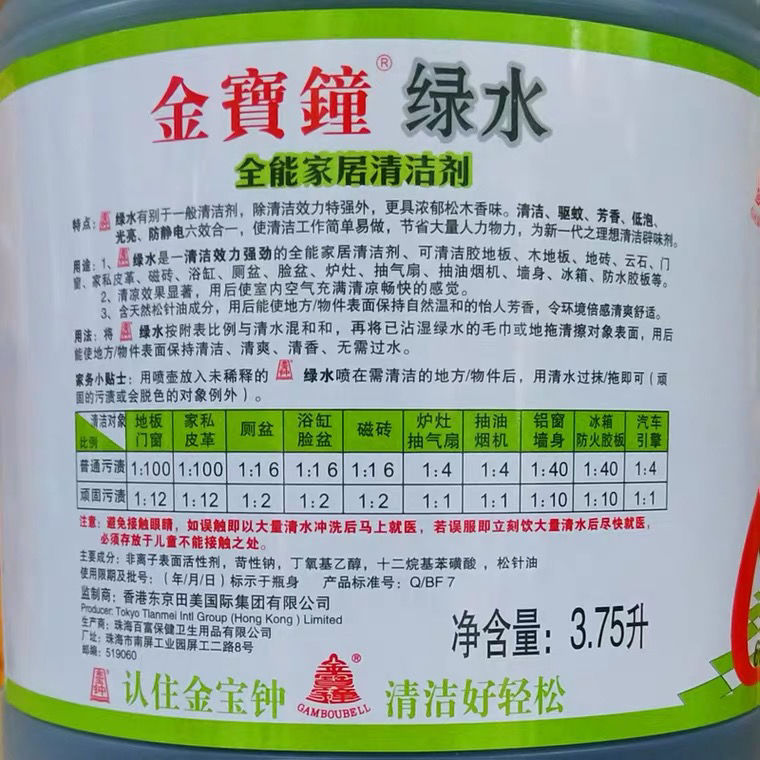 金寶鐘® 绿水
全能家居清洁剂
特点：绿水有别于一般清洁剂，除清洁效力特强外，更具浓郁松木香味。清洁、驱蚊、芳香、低泡、
光亮、防静电六效合一，使清洁工作简单易做，节省大量人力物力，为新一代之理想清洁辟味剂。
用途：1、绿水是一清洁效力强劲的全能家居清洁剂、可清洁胶地板、木地板、地砖、云石、门
窗、家私皮革、磁砖、浴缸、厕盆、脸盆、炉灶、抽气扇、抽油烟机、墙身、冰箱、防水胶板等。
2、清凉效果显著，用后使室内空气充满清凉畅快的感觉。
3、含天然松针油成分，用后能使地方/物件表面保持自然温和的怡人芳香，令环境倍感清爽舒适。
用法：将绿水按附表比例与清水混和和，再将已沾湿绿水的毛巾或地拖清擦对象表面，用后
能使地方/物件表面保持清洁、清爽、清香、无需过水。
家务小贴士：用喷壶放入未稀释的绿水喷在需清洁的地方/物件后，用清水过抹/拖即可（顽
固的污渍或会脱色的对象例外）。
清洁对象 比例 地板门窗 家私皮革 厕盆 浴缸脸盆 磁砖 炉灶抽气扇 抽油烟机 铝窗墙身 冰箱防火胶板 汽车引擎
普通污渍 1:100 1:100 1:16 1:16 1:16 1:4 1:4 1:40 1:40 1:4
顽固污渍 1:12 1:12 1:2 1:2 1:2 1:1 1:1 1:10 1:10 1:1
注意：避免接触眼睛，如误触即以大量清水冲洗后马上就医，若误服即立刻饮大量清水后尽快就医，
必须存放于儿童不能接触之处。
主要成分：非离子表面活性剂，苛性钠，丁氧基乙醇，十二烷基苯磺酸，松针油
使用限期及批号：（年/月/日）标示于瓶身 产品标准号：Q/BF 7
监制商：香港东京田美国际集团有限公司
Producer: Tokyo Tianmei Intl Group (Hong Kong ) Limited
生产商：珠海百富保健卫生用品有限公司
厂址：珠海市南屏工业园屏工二路8号
邮编：519060
净含量：3.75升
认住金宝钟 金寶鐘® GAMBOUBELL 清洁好轻松